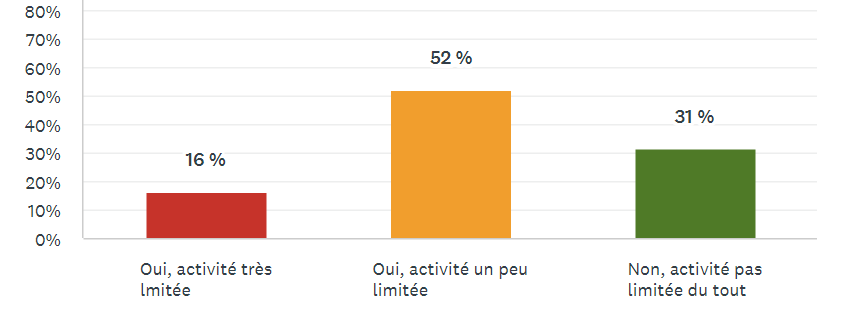 80%
70%
60%
50%
40%
30%
20%
10%
0%
16 %
52 %
31 %
Oui, activité très
lmitée
Oui, activité un peu
limitée
Non, activité pas
limitée du tout